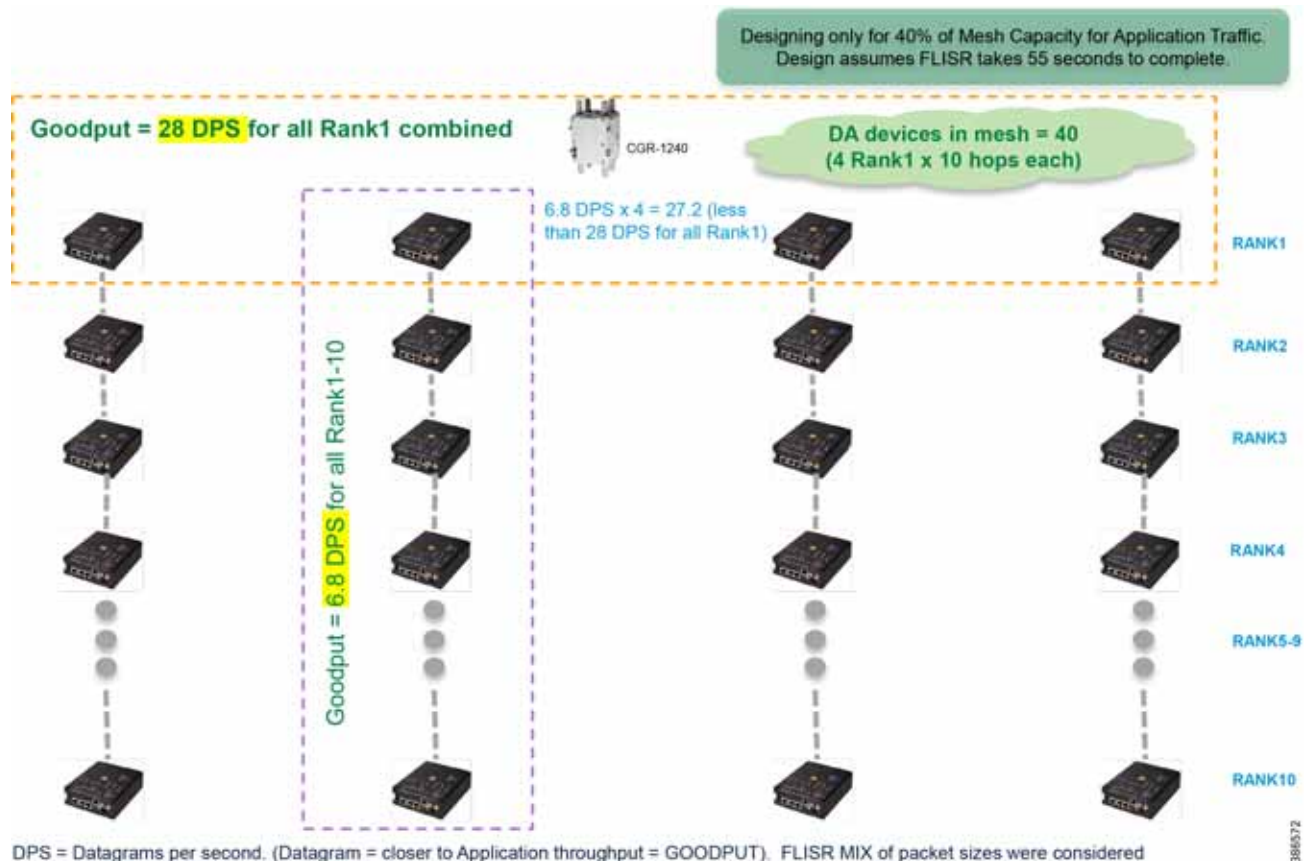 Designing only for 40% of Mesh Capacity for Application Traffic.
Design assumes FLISR takes 55 seconds to complete.
Goodput = 28 DPS for all Rank1 combined
CGR-1240
DA devices in mesh = 40
(4 Rank1 x 10 hops each)
6.8 DPS x 4 = 27.2 (less
than 28 DPS for all Rank1)
RANK1
Goodput = 6.8 DPS for all Rank1-10
RANK2
RANK3
RANK4
RANK5-9
RANK10
DPS = Datagrams per second. (Datagram = closer to Application throughput = GOODPUT). FLISR MIX of packet sizes were considered
386572